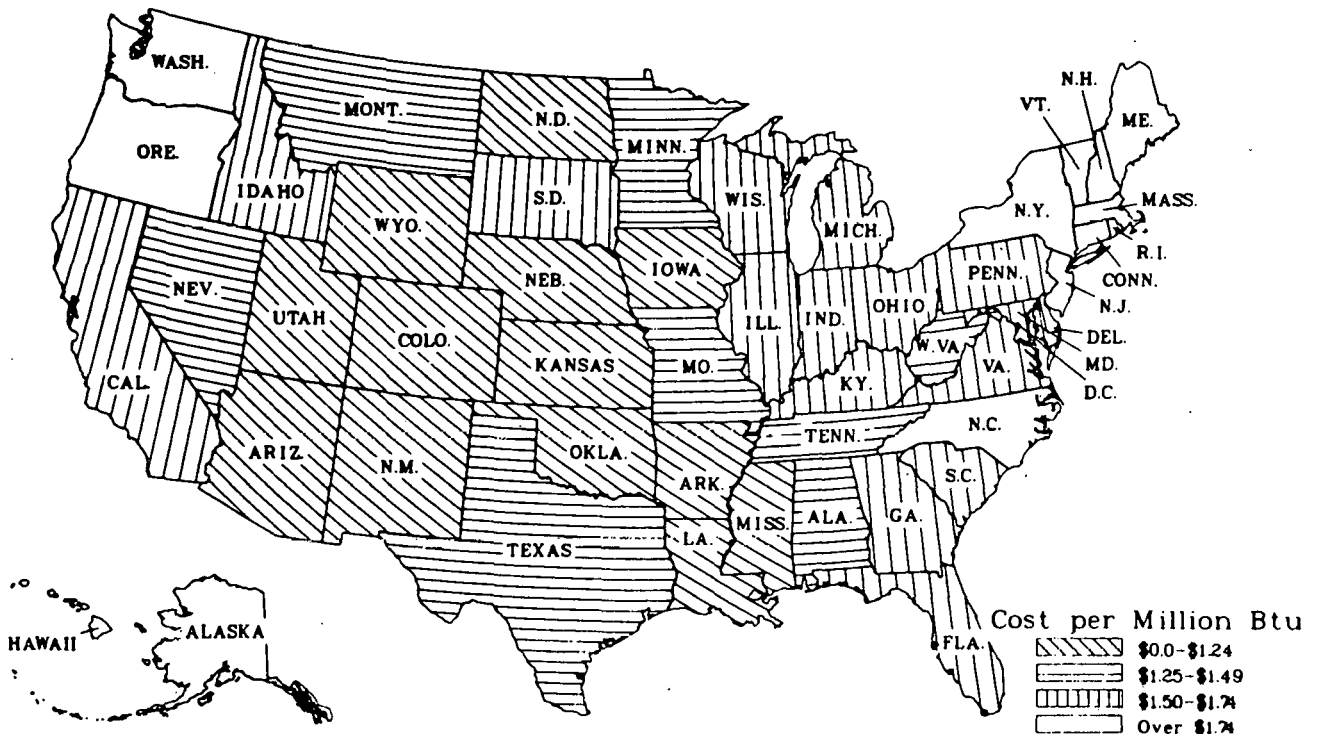 WASH.
MONT.
N.D.
MINN.
ORE.
IDAHO
S.D.
WIS.
MICH.
VT.
N.H.
ME.
WYO.
N.Y.
MASS.
R.I.
CONN.
N.J.
DEL.
MD.
D.C.
NEV.
UTAH
COLO.
NEB.
IOWA
ILL.
IND.
OHIO
PENN.
CAL.
KANSAS
MO.
KY.
W.VA
VA.
ARIZ.
N.M.
OKLA.
ARK.
TENN.
N.C.
S.C.
TEXAS
LA.
MISS.
ALA.
GA.
FLA.
HAWAII
ALASKA
Cost per Million Btu
$0.0-$1.24
$1.25-$1.49
$1.50-$1.74
Over $1.74